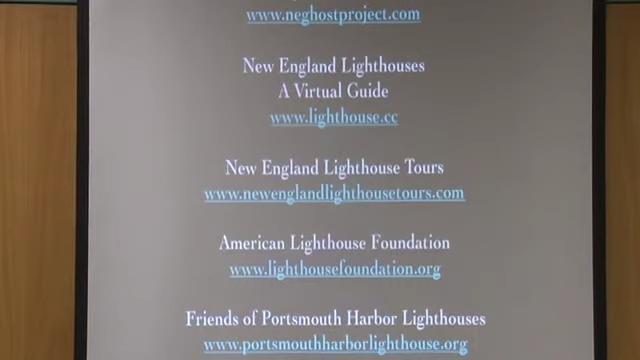 www.neghostproject.com
New England Lighthouses
A Virtual Guide
www.lighthouse.cc
New England Lighthouse Tours
www.newenglandlighthousetours.com
American Lighthouse Foundation
www.lighthousefoundation.org
Friends of Portsmouth Harbor Lighthouses
www.portsmouthharborlighthouse.org